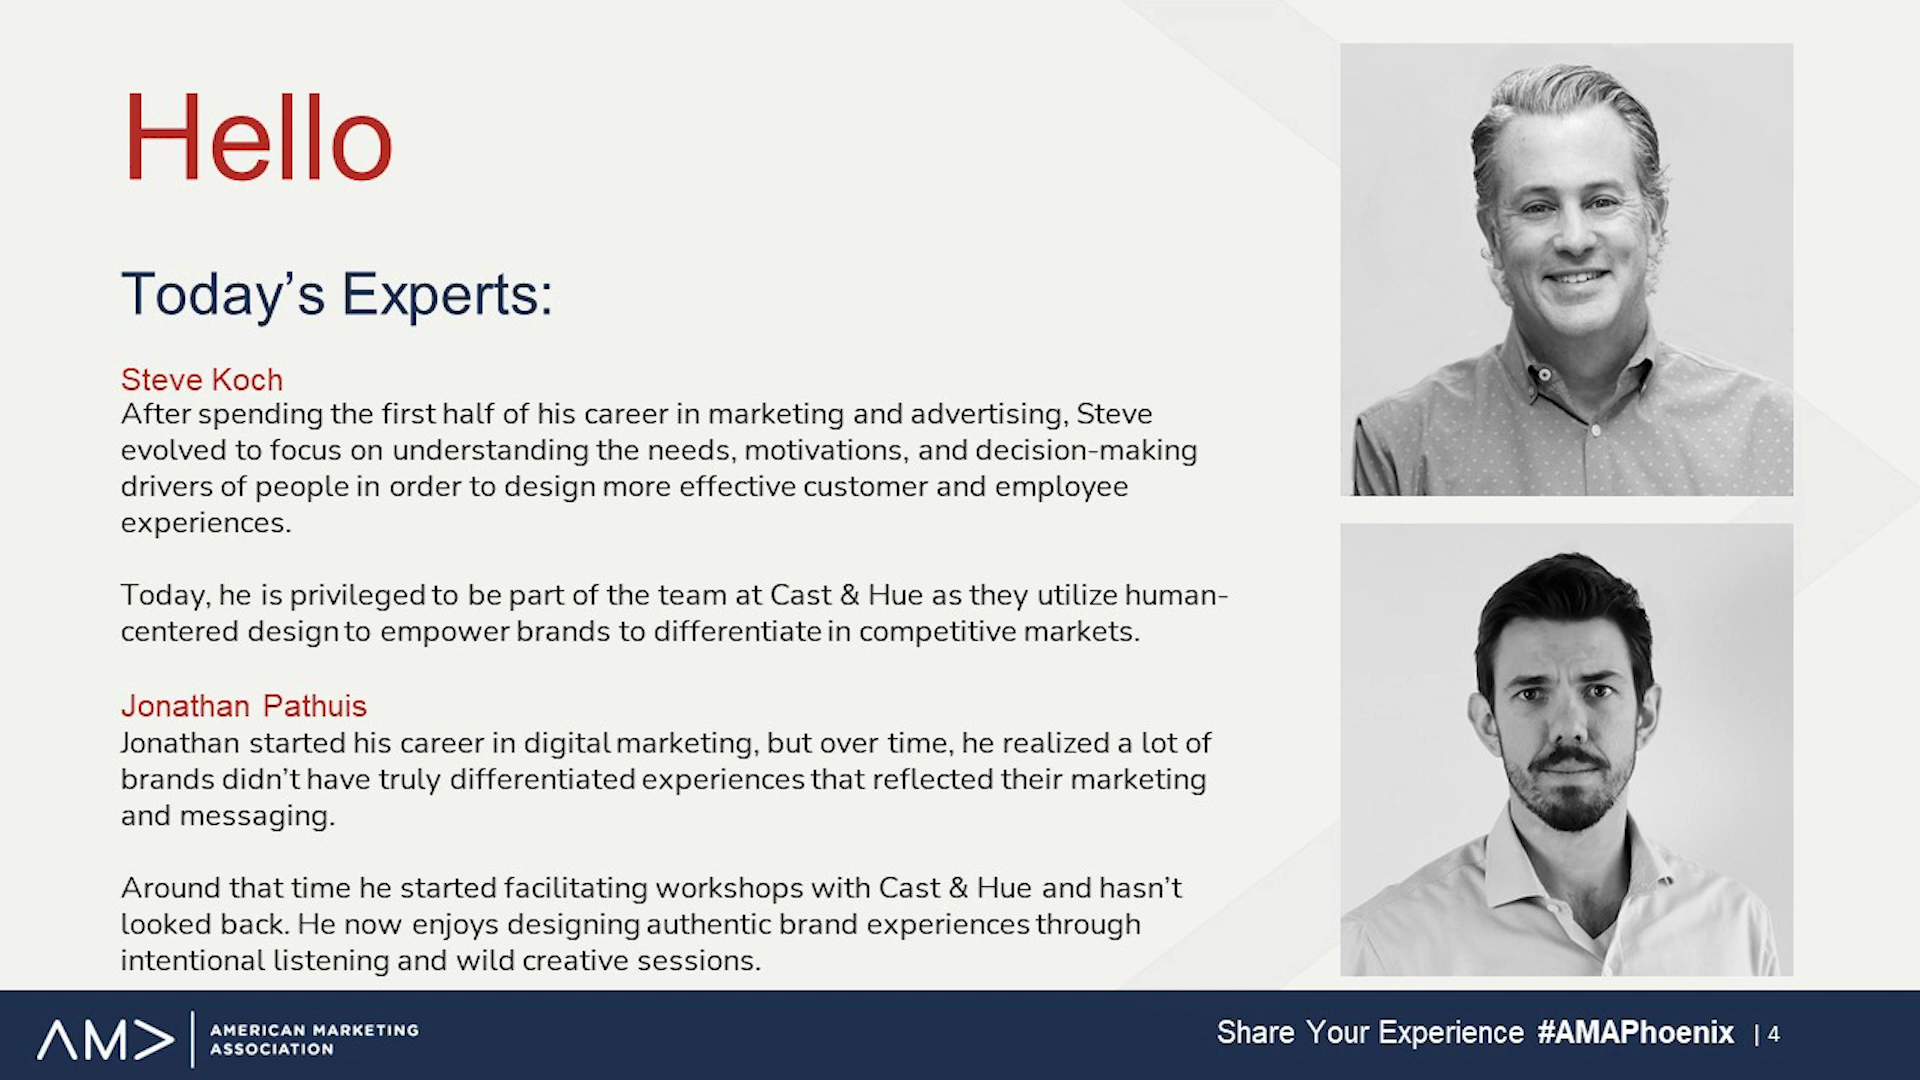 Hello
Today’s Experts:
Steve Koch
After spending the first half of his career in marketing and advertising, Steve
evolved to focus on understanding the needs, motivations, and decision-making
drivers of people in order to design more effective customer and employee
experiences.
Today, he is privileged to be part of the team at Cast & Hue as they utilize human-
centered design to empower brands to differentiate in competitive markets.
Jonathan Pathuis
Jonathan started his career in digital marketing, but over time, he realized a lot of
brands didn’t have truly differentiated experiences that reflected their marketing
and messaging.
Around that time he started facilitating workshops with Cast & Hue and hasn’t
looked back. He now enjoys designing authentic brand experiences through
intentional listening and wild creative sessions.
AMA
AMERICAN MARKETING
ASSOCIATION
Share Your Experience #AMAPhoenix | 4